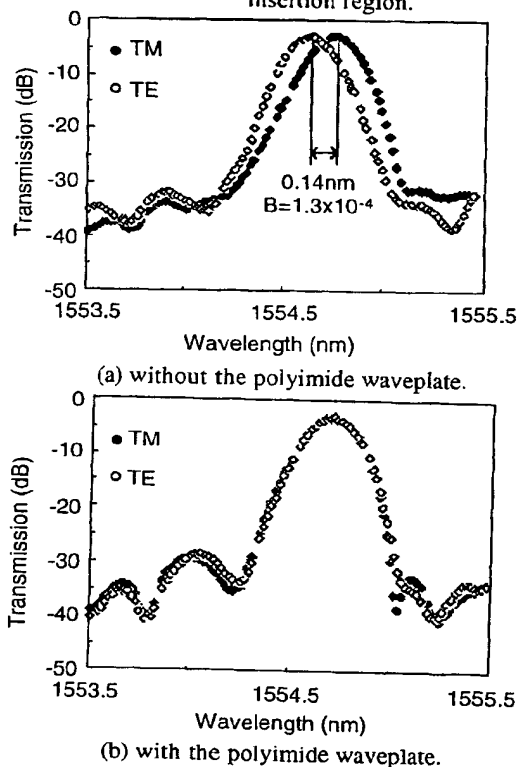 insertion region.
0
TM
TE
-10
-20
-30
-40
-50
Transmission (dB)
0.14nm
B=1.3x10-4
1553.5
1554.5
1555.5
Wavelength (nm)
(a) without the polyimide waveplate.
0
TM
TE
-10
-20
-30
-40
-50
Transmission (dB)
1553.5
1554.5
1555.5
Wavelength (nm)
(b) with the polyimide waveplate.